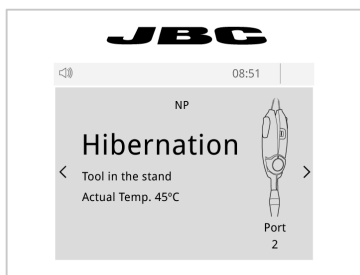 JBC
08:51
NP
Hibernation
Tool in the stand
Actual Temp. 45ºC
Port
2